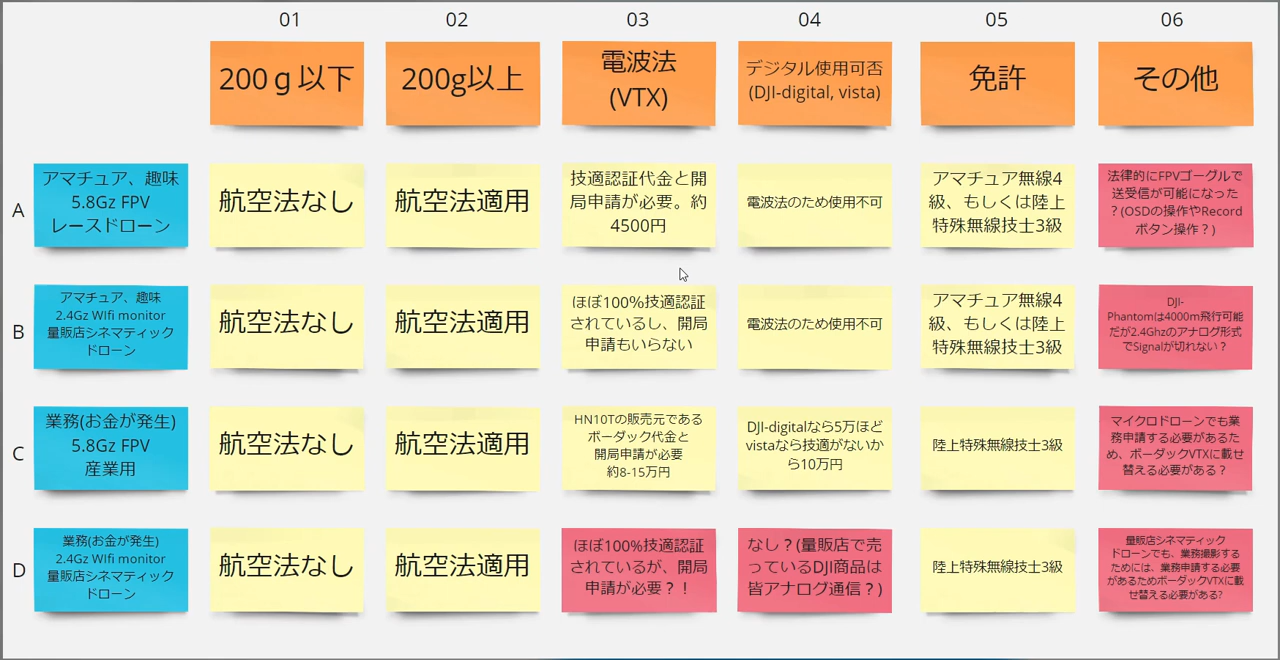 01 02 03 04 05 06
200ｇ以下
200g以上
電波法
(VTX)
デジタル使用可否
(DJI-digital, vista)
免許
その他
A
アマチュア、趣味
5.8Gz FPV
レースドローン
航空法なし
航空法適用
技適認証代金と開
局申請が必要。約
4500円
電波法のため使用不可
アマチュア無線4
級、もしくは陸上
特殊無線技士3級
法律的にFPVゴーグルで
送受信が可能になった
？(OSDの操作やRecord
ボタン操作？)
B
アマチュア、趣味
2.4Gz WIfi monitor
量販店シネマティック
ドローン
航空法なし
航空法適用
ほぼ100%技適認証
されているし、開局
申請もいらない
電波法のため使用不可
アマチュア無線4
級、もしくは陸上
特殊無線技士3級
DJI-
Phantomは4000m飛行可能
だが2.4Ghzのアナログ形式
でSignalが切れない？
C
業務(お金が発生)
5.8Gz FPV
産業用
航空法なし
航空法適用
HN10Tの販売元である
ボーダック代金と
開局申請が必要
約8-15万円
DJI-digitalなら5万ほど
vistaなら技適がないか
ら10万円
陸上特殊無線技士3級
マイクロドローンでも業
務申請する必要があるた
め、ボーダックVTXに載せ
替える必要がある？
D
業務(お金が発生)
2.4Gz WIfi monitor
量販店シネマティック
ドローン
航空法なし
航空法適用
ほぼ100%技適認証
されているが、開局
申請が必要？！
なし？(量販店で売
っているDJI商品は
皆アナログ通信？)
陸上特殊無線技士3級
量販店シネマティック
ドローンでも、業務撮影する
ためには、業務申請する必要
があるためボーダックVTXに載
せ替える必要がある?